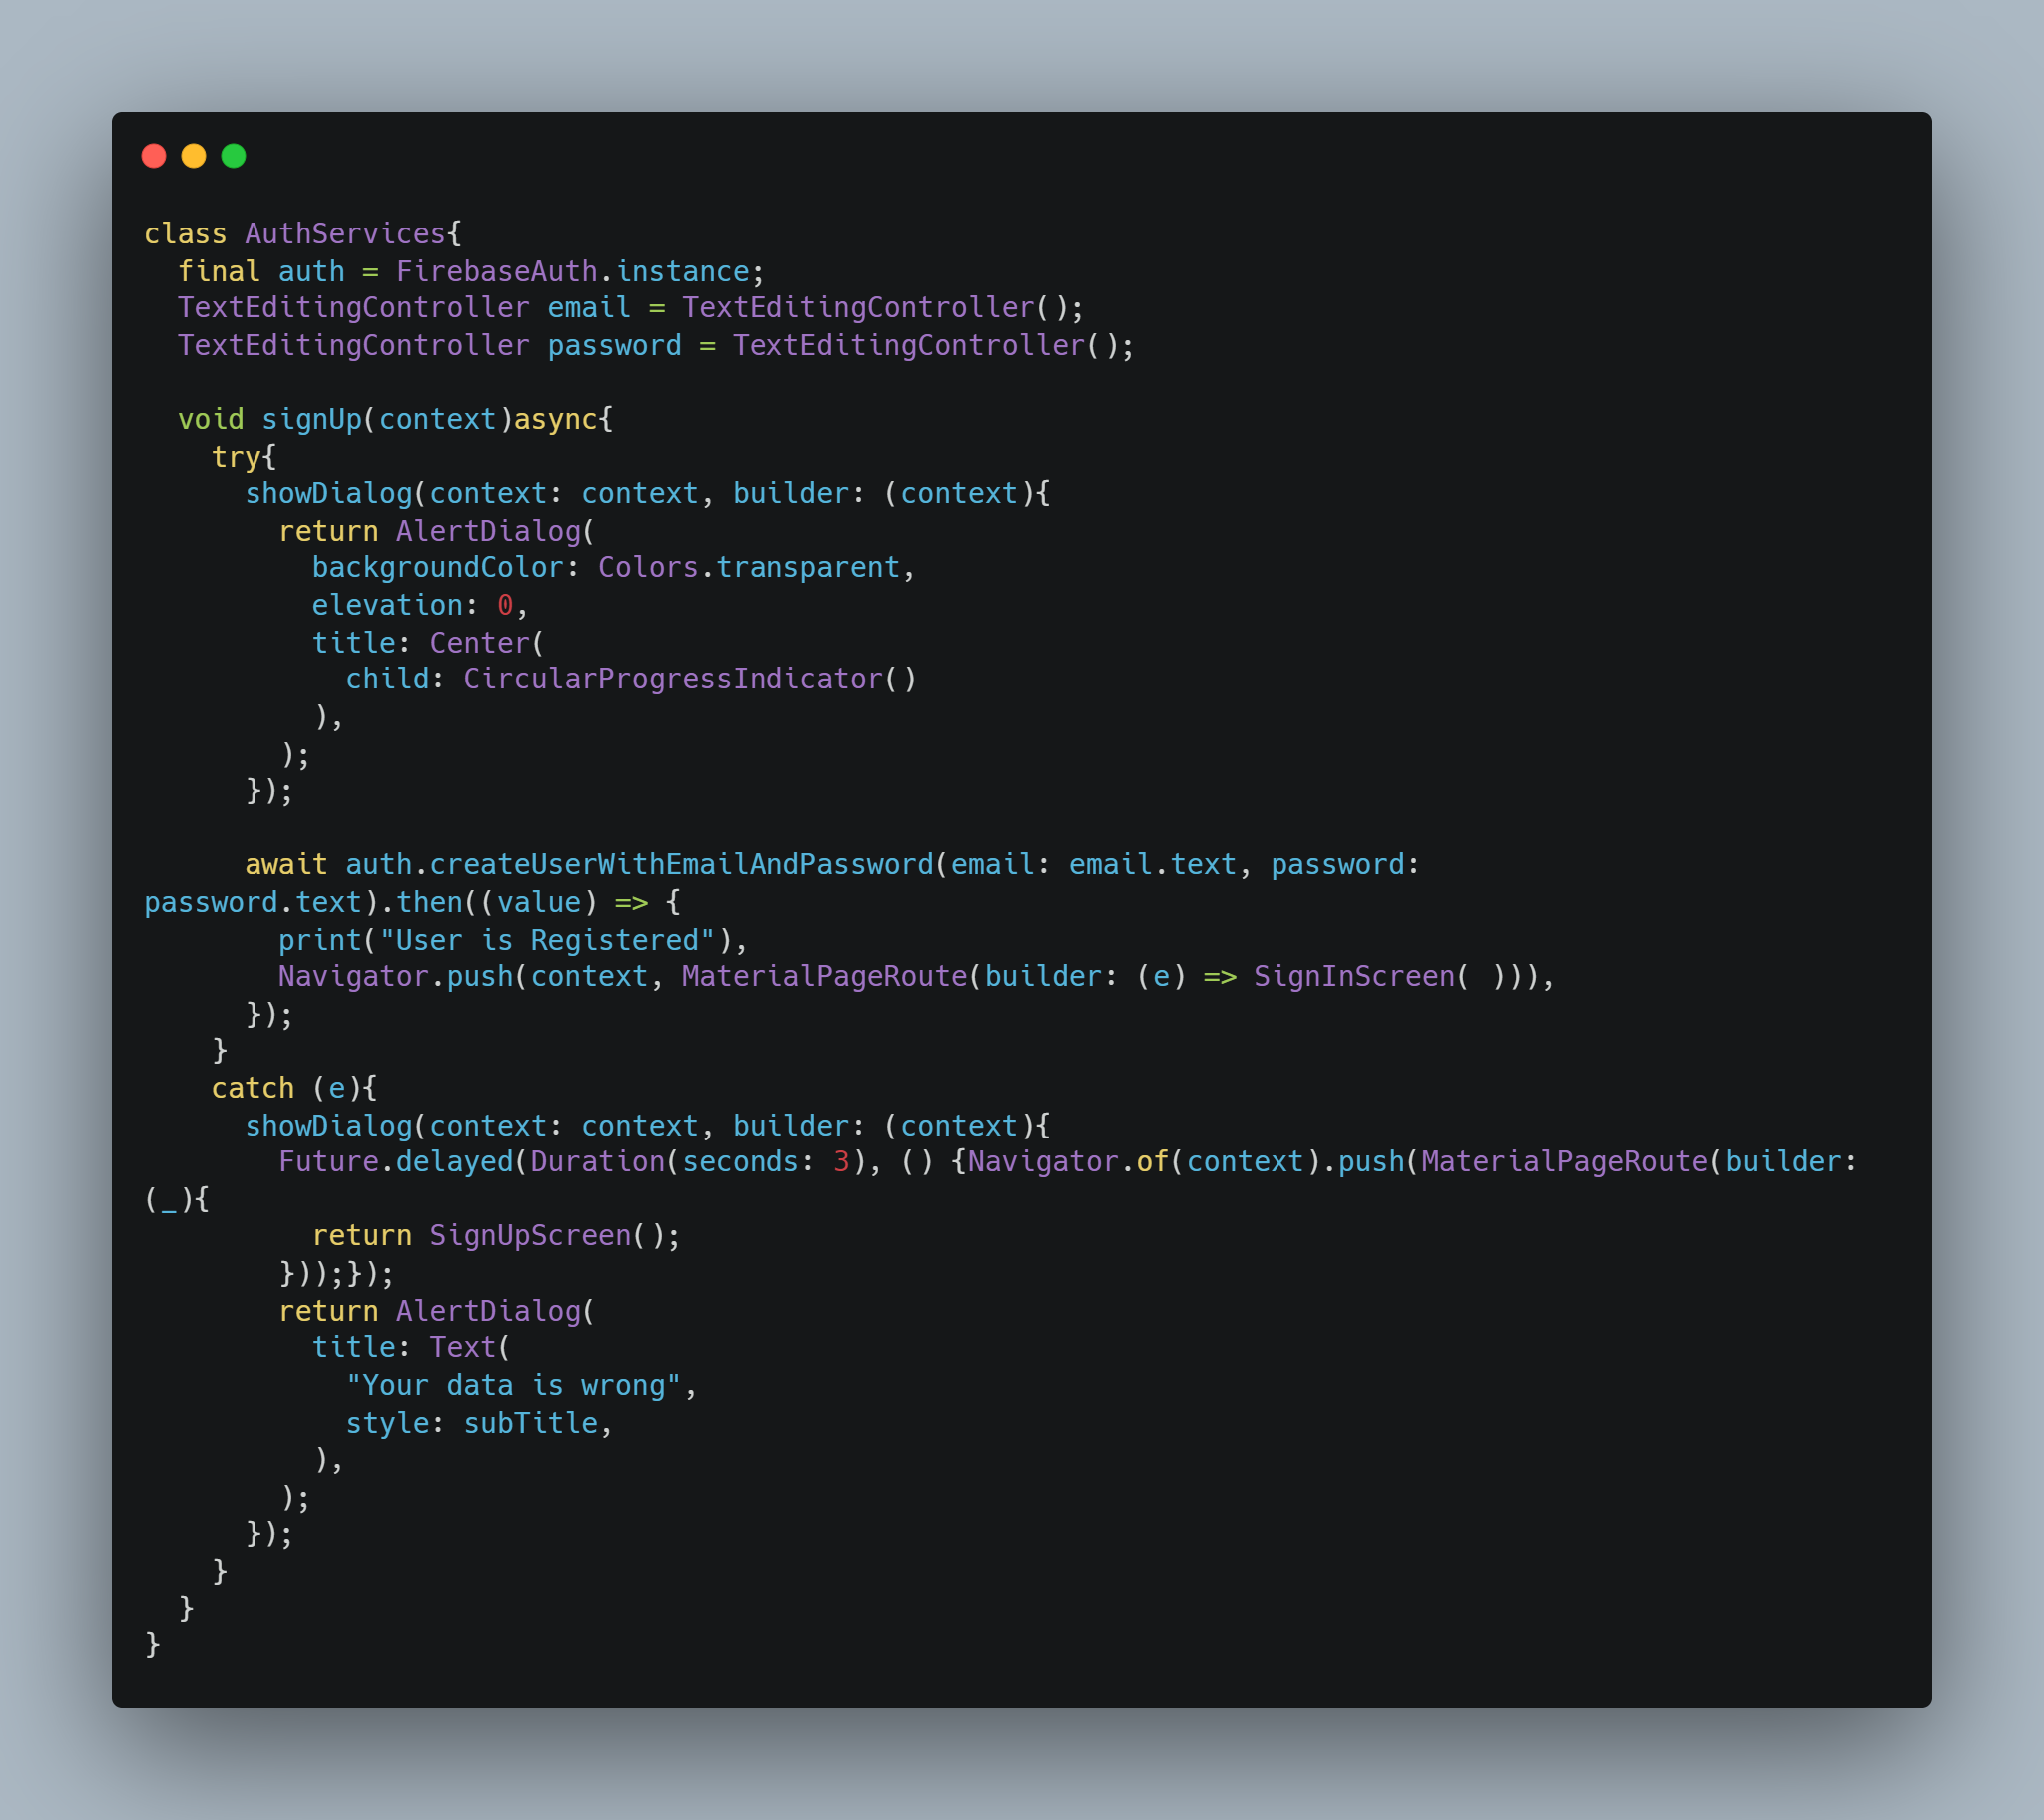 class AuthServices{
  final auth = FirebaseAuth.instance;
  TextEditingController email = TextEditingController();
  TextEditingController password = TextEditingController();

  void signUp(context)async{
    try{
      showDialog(context: context, builder: (context){
        return AlertDialog(
          backgroundColor: Colors.transparent,
          elevation: 0,
          title: Center(
            child: CircularProgressIndicator()
          ),
        );
      });

      await auth.createUserWithEmailAndPassword(email: email.text, password:
password.text).then((value) => {
        print("User is Registered"),
        Navigator.push(context, MaterialPageRoute(builder: (e) => SignInScreen( ))),
      });
    }
    catch (e){
      showDialog(context: context, builder: (context){
        Future.delayed(Duration(seconds: 3), () {Navigator.of(context).push(MaterialPageRoute(builder:
(_){
          return SignUpScreen();
        }));});
        return AlertDialog(
          title: Text(
            "Your data is wrong",
            style: subTitle,
          ),
        );
      });
    }
  }
}